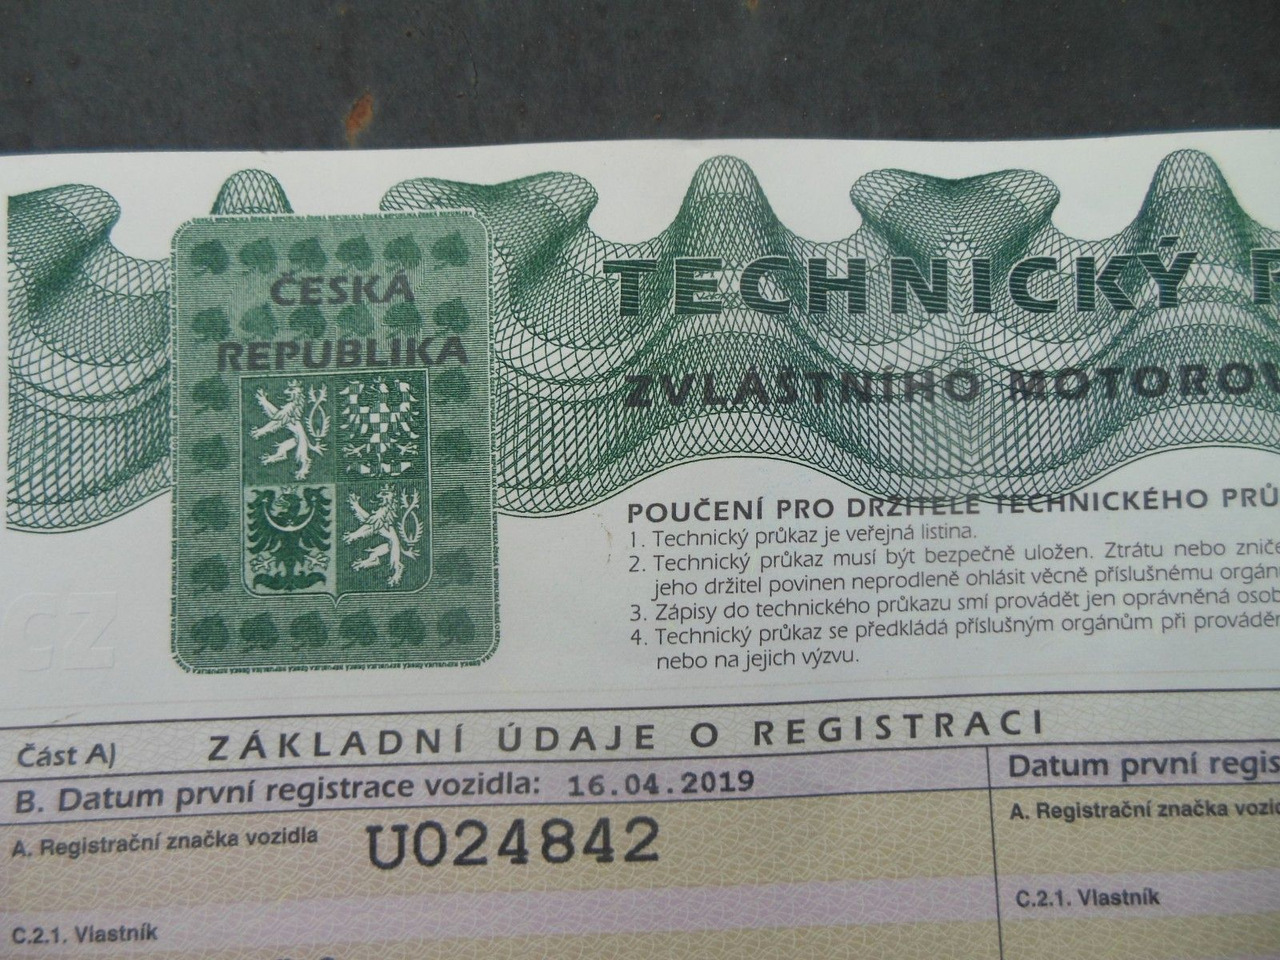 ČESKÁ
REPUBLIKA
TECHNICKÝ P
ZVLÁŠTNÍHO MOTOROV
POUČENÍ PRO DRŽITELE TECHNICKÉHO PRŮ
1. Technický průkaz je veřejná listina.
2. Technický průkaz musí být bezpečně uložen. Ztrátu nebo zniče
jeho držitel povinen neprodleně ohlásit věcně příslušnému orgán
3. Zápisy do technického průkazu smí provádět jen oprávněná osob
4. Technický průkaz se předkládá příslušným orgánům při provádě
nebo na jejich výzvu.
CZ
Část A) ZÁKLADNÍ ÚDAJE O REGISTRACI
B. Datum první registrace vozidla: 16.04.2019
Datum první regis
A. Registrační značka vozidla U024842
A. Registrační značka vozid
C.2.1. Vlastník
C.2.1. Vlastník